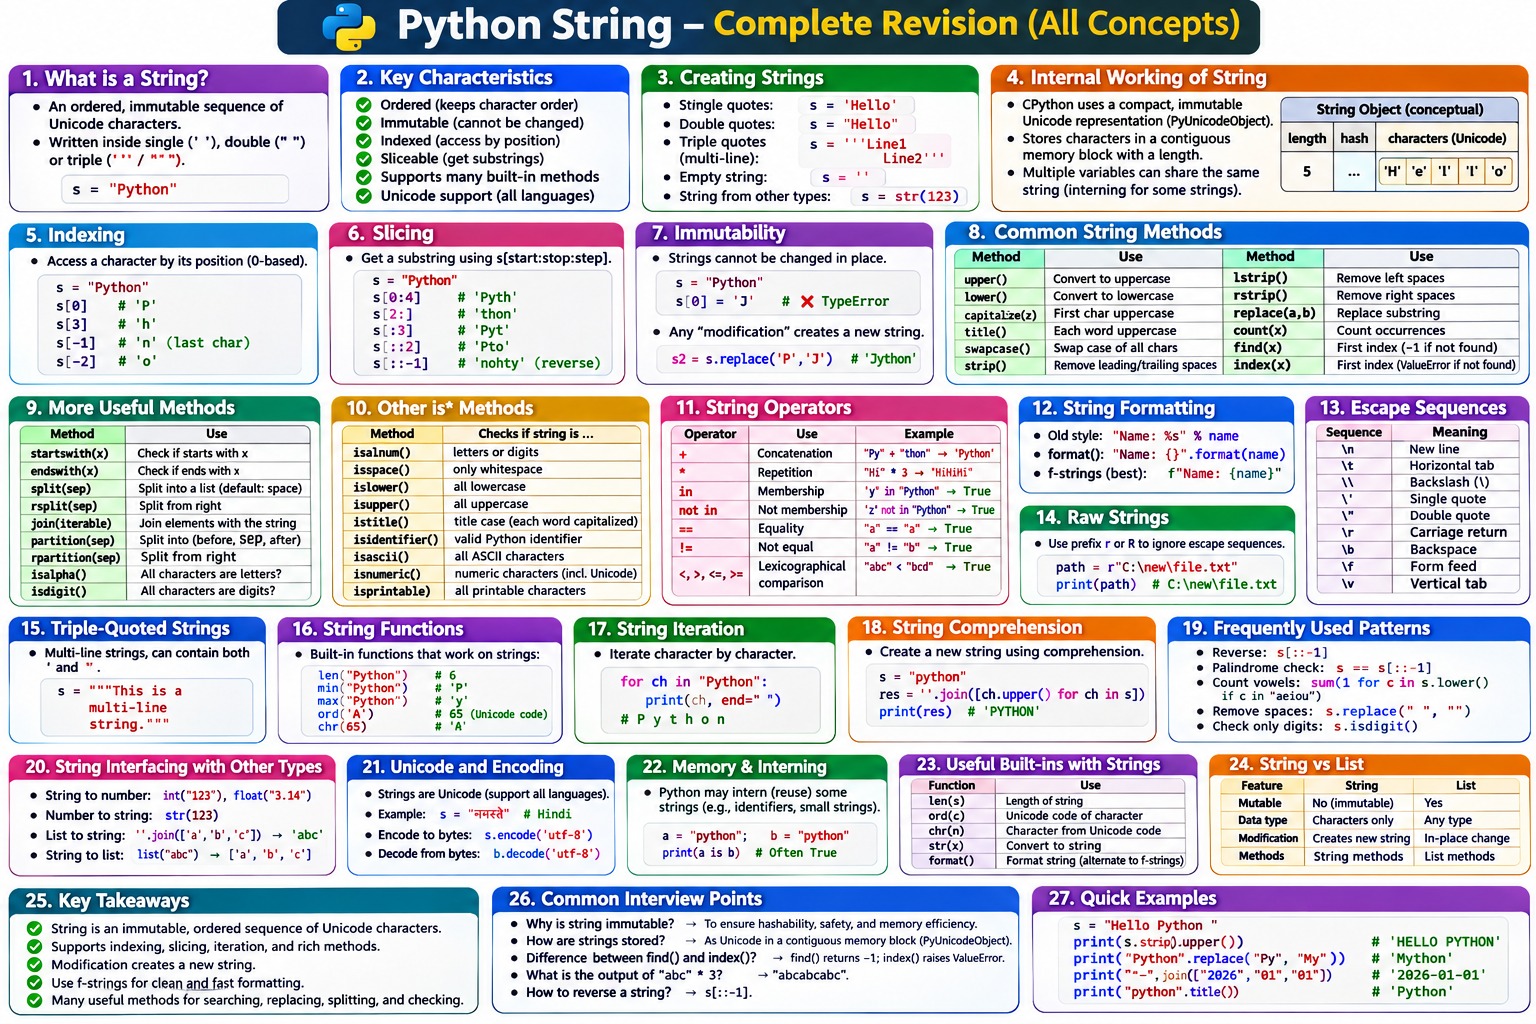 Python String – Complete Revision (All Concepts)
1. What is a String?
• An ordered, immutable sequence of
Unicode characters.
• Written inside single (' '), double (" ")
or triple (''' / """).
s = "Python"
2. Key Characteristics
Ordered (keeps character order)
Immutable (cannot be changed)
Indexed (access by position)
Sliceable (get substrings)
Supports many built-in methods
Unicode support (all languages)
3. Creating Strings
• Stingle quotes: s = 'Hello'
• Double quotes: s = "Hello"
• Triple quotes s = '''Line1
(multi-line): Line2'''
• Empty string: s = ''
• String from other types: s = str(123)
4. Internal Working of String
• CPython uses a compact, immutable
Unicode representation (PyUnicodeObject).
• Stores characters in a contiguous
memory block with a length.
• Multiple variables can share the same
string (interning for some strings).
String Object (conceptual)
length hash characters (Unicode)
5 ... 'H' 'e' 'l' 'l' 'o'
5. Indexing
• Access a character by its position (0-based).
s = "Python"
s[0] # 'P'
s[3] # 'h'
s[-1] # 'n' (last char)
s[-2] # 'o'
6. Slicing
• Get a substring using s[start:stop:step].
s = "Python"
s[0:4] # 'Pyth'
s[2:] # 'thon'
s[:3] # 'Pyt'
s[::2] # 'Pto'
s[::-1] # 'nohty' (reverse)
7. Immutability
• Strings cannot be changed in place.
s = "Python"
s[0] = 'J' # ❌ TypeError
• Any “modification” creates a new string.
s2 = s.replace('P','J') # 'Jython'
8. Common String Methods
Method Use Method Use
upper() Convert to uppercase lstrip() Remove left spaces
lower() Convert to lowercase rstrip() Remove right spaces
capitalize(z) First char uppercase replace(a,b) Replace substring
title() Each word uppercase count(x) Count occurrences
swapcase() Swap case of all chars find(x) First index (-1 if not found)
strip() Remove leading/trailing spaces index(x) First index (ValueError if not found)
9. More Useful Methods
Method Use
startswith(x) Check if starts with x
endswith(x) Check if ends with x
split(sep) Split into a list (default: space)
rsplit(sep) Split from right
join(iterable) Join elements with the string
partition(sep) Split into (before, sep, after)
rpartition(sep) Split from right
isalpha() All characters are letters?
isdigit() All characters are digits?
10. Other is* Methods
Method Checks if string is ...
isalnum() letters or digits
isspace() only whitespace
islower() all lowercase
isupper() all uppercase
istitle() title case (each word capitalized)
isidentifier() valid Python identifier
isascii() all ASCII characters
isnumeric() numeric characters (incl. Unicode)
isprintable) all printable characters
11. String Operators
Operator Use Example
+ Concatenation "Py" + "thon" → 'Python'
* Repetition "Hi" * 3 → 'HiHiHi'
in Membership 'y' in "Python" → True
not in Not membership 'z' not in "Python" → True
== Equality "a" == "a" → True
!= Not equal "a" != "b" → True
<, >, <=, >= Lexicographical comparison "abc" < "bcd" → True
12. String Formatting
• Old style: "Name: %s" % name
• format(): "Name: {}".format(name)
• f-strings (best): f"Name: {name}"
13. Escape Sequences
Sequence Meaning
\n New line
\t Horizontal tab
\\ Backslash (\)
\' Single quote
\" Double quote
\r Carriage return
\b Backspace
\f Form feed
\v Vertical tab
14. Raw Strings
• Use prefix r or R to ignore escape sequences.
path = r"C:\new\file.txt"
print(path) # C:\new\file.txt
15. Triple-Quoted Strings
• Multi-line strings, can contain both
' and ".
s = """This is a
multi-line
string."""
16. String Functions
• Built-in functions that work on strings:
len("Python") # 6
min("Python") # 'P'
max("Python") # 'y'
ord('A') # 65 (Unicode code)
chr(65) # 'A'
17. String Iteration
• Iterate character by character.
for ch in "Python":
print(ch, end=" ")
# P y t h o n
18. String Comprehension
• Create a new string using comprehension.
s = "python"
res = ''.join([ch.upper() for ch in s])
print(res) # 'PYTHON'
19. Frequently Used Patterns
• Reverse: s[::-1]
• Palindrome check: s == s[::-1]
• Count vowels: sum(1 for c in s.lower()
if c in "aeiou")
• Remove spaces: s.replace(" ", "")
• Check only digits: s.isdigit()
20. String Interfacing with Other Types
• String to number: int("123"), float("3.14")
• Number to string: str(123)
• List to string: ''.join(['a','b','c']) → 'abc'
• String to list: list("abc") → ['a', 'b', 'c']
21. Unicode and Encoding
• Strings are Unicode (support all languages).
• Example: s = "नमस्ते" # Hindi
• Encode to bytes: s.encode('utf-8')
• Decode from bytes: b.decode('utf-8')
22. Memory & Interning
• Python may intern (reuse) some
strings (e.g., identifiers, small strings).
a = "python"; b = "python"
print(a is b) # Often True
23. Useful Built-ins with Strings
Function Use
len(s) Length of string
ord(c) Unicode code of character
chr(n) Character from Unicode code
str(x) Convert to string
format() Format string (alternate to f-strings)
24. String vs List
Feature String List
Mutable No (immutable) Yes
Data type Characters only Any type
Modification Creates new string In-place change
Methods String methods List methods
25. Key Takeaways
String is an immutable, ordered sequence of Unicode characters.
Supports indexing, slicing, iteration, and rich methods.
Modification creates a new string.
Use f-strings for clean and fast formatting.
Many useful methods for searching, replacing, splitting, and checking.
26. Common Interview Points
• Why is string immutable? → To ensure hashability, safety, and memory efficiency.
• How are strings stored? → As Unicode in a contiguous memory block (PyUnicodeObject).
• Difference between find() and index()? → find() returns -1; index() raises ValueError.
• What is the output of "abc" * 3? → "abcabcabc".
• How to reverse a string? → s[::-1].
27. Quick Examples
s = "Hello Python "
print(s.strip).upper()) # 'HELLO PYTHON'
print("Python".replace("Py", "My")) # 'Mython'
print("-",join(["2026", "01", "01"]) # '2026-01-01'
print("python".title()) # 'Python'